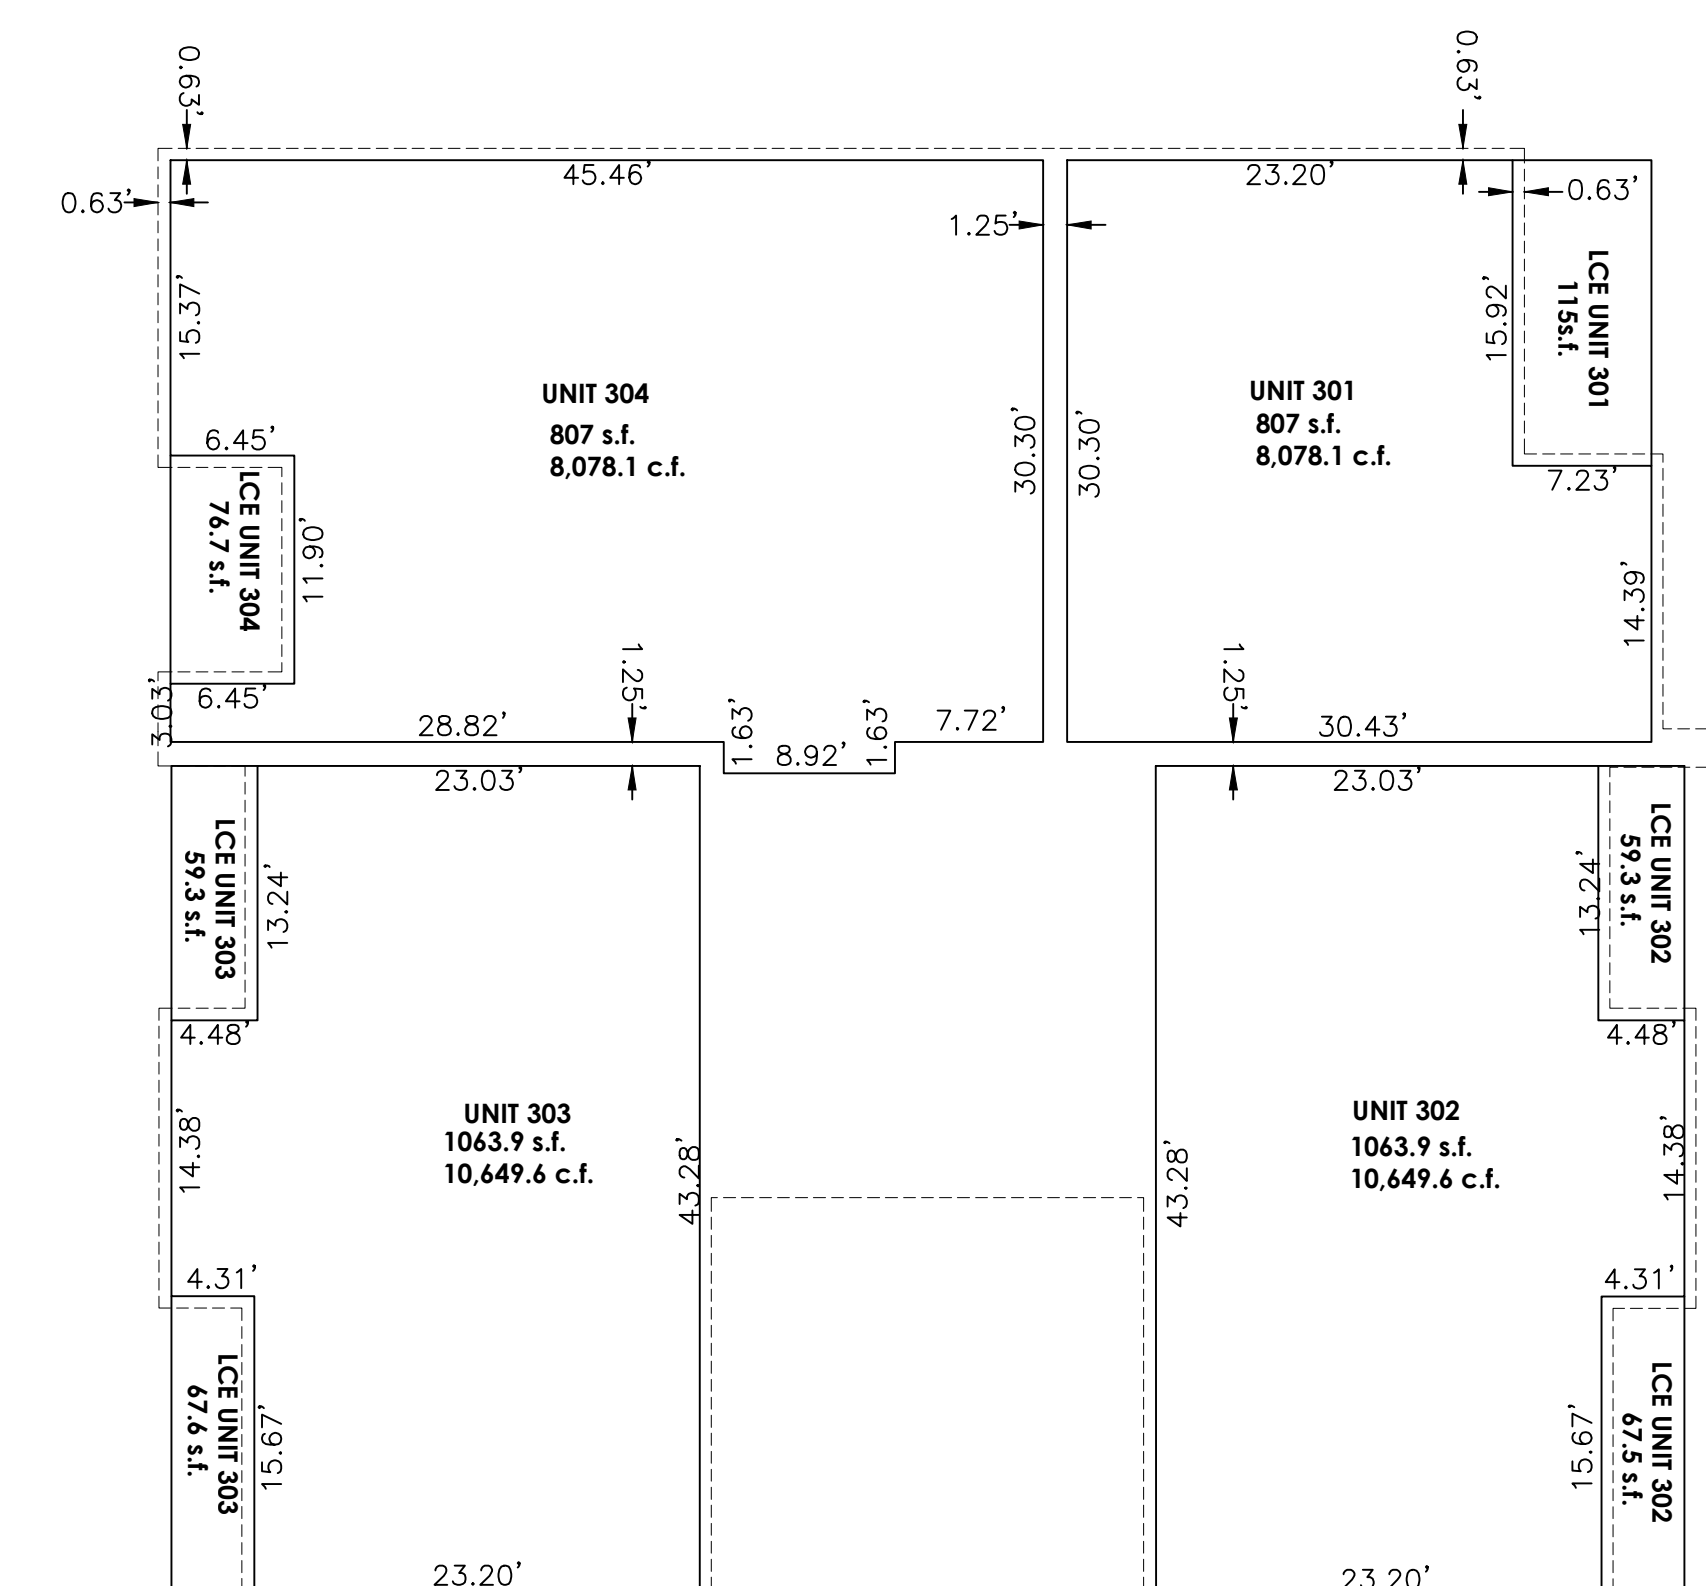 0.63’
0.63’
45.46’
23.20’
0.63’
0.63’
1.25’
15.37’
15.92’
LCE UNIT 301
115s.f.
UNIT 304
807 s.f.
8,078.1 c.f.
UNIT 301
807 s.f.
8,078.1 c.f.
30.30’
30.30’
6.45’
7.23’
LCE UNIT 304
76.7 s.f.
11.90’
14.39’
3.03’
6.45’
1.25’
1.25’
28.82’
1.63’
8.92’
1.63’
7.72’
30.43’
23.03’
23.03’
LCE UNIT 303
59.3 s.f.
13.24’
13.24’
LCE UNIT 302
59.3 s.f.
4.48’
4.48’
UNIT 303
1063.9 s.f.
10,649.6 c.f.
UNIT 302
1063.9 s.f.
10,649.6 c.f.
14.38’
43.28’
43.28’
14.38’
4.31’
4.31’
LCE UNIT 303
67.6 s.f.
15.67’
15.67’
LCE UNIT 302
67.5 s.f.
23.20’
23.20’